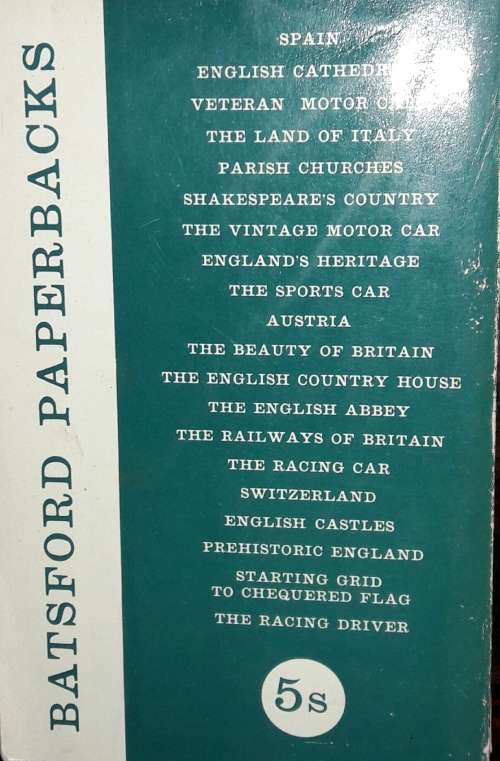 BATSFORD PAPERBACKS
SPAIN
ENGLISH
VETERAN MOTOR
THE LAND OF ITALY
PARISH CHURCHES
SHAKESPEARE'S COUNTRY
THE VINTAGE MOTOR CAR
ENGLAND'S HERITAGE
THE SPORTS CAR
AUSTRIA
THE BEAUTY OF BRITAIN
THE ENGLISH COUNTRY HOUSE
THE ENGLISH ABBEY
THE RAILWAYS OF BRITAIN
THE RACING CAR
SWITZERLAND
ENGLISH CASTLES
PREHISTORIC ENGLAND
STARTING GRID
TO CHEQUERED FLAG
THE RACING DRIVER
5s